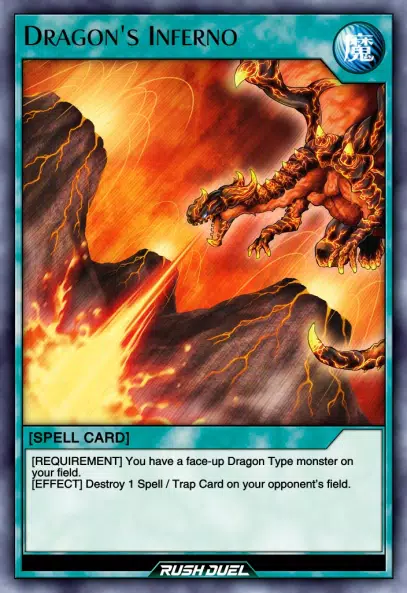 Dragon's Inferno
魔
[SPELL CARD]
[REQUIREMENT] You have a face-up Dragon Type monster on
your field.
[EFFECT] Destroy 1 Spell / Trap Card on your opponent's field.
RUSH DUEL